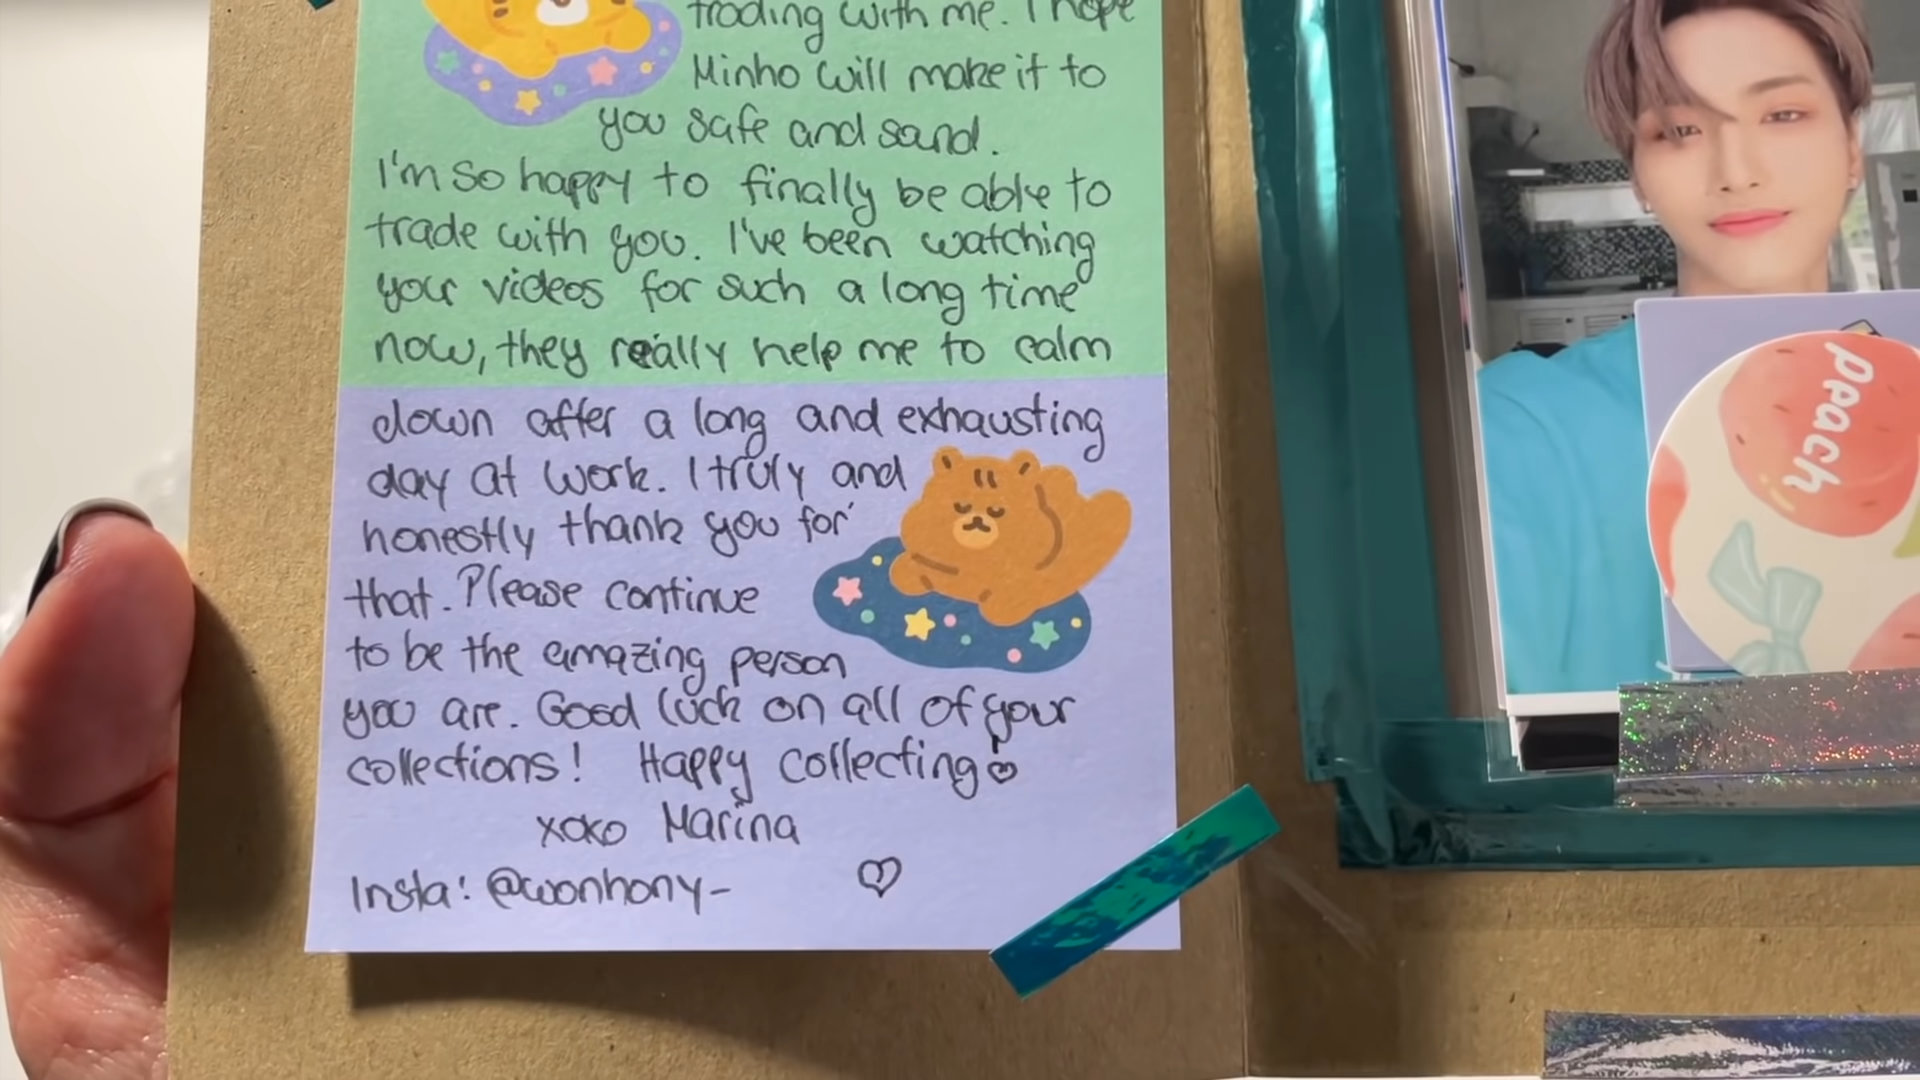 trading with me. I hope
Minho will make it to
you safe and sand.
I'm so happy to finally be able to
trade with you. I've been watching
your videos for such a long time
now, they really help me to calm
down after a long and exhausting
day at work. I truly and
honestly thank you for
that. Please continue
to be the amazing person
you are. Good luck on all of your
collections! Happy collecting
xoxo Marina
Insta: @wonhony_
peach